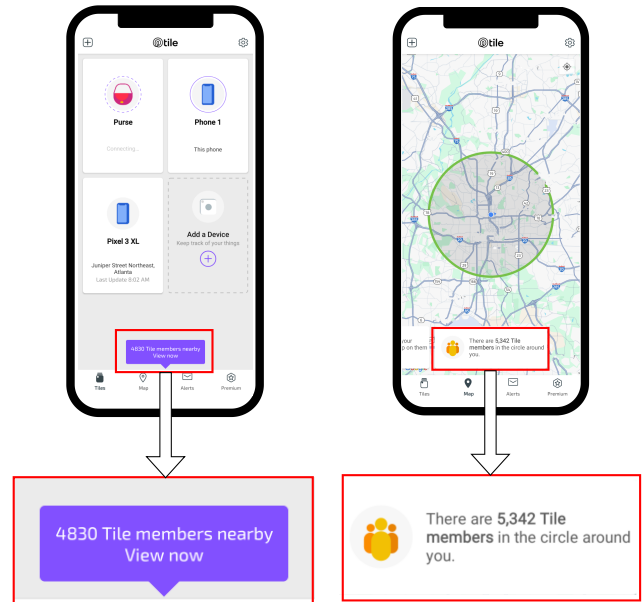 tile
Purse
Connecting...
Phone 1
This phone
Pixel 3 XL
Juniper Street Northeast,
Atlanta
Last Update 8:02 AM
Add a Device
Keep track of your things
4830 Tile members nearby
View now
Tiles
Map
Alerts
Premium
tile
your
p on them
There are 5,342 Tile
members in the circle around
you.
Tiles
Map
Alerts
Premium
4830 Tile members nearby
View now
There are 5,342 Tile
members in the circle around
you.